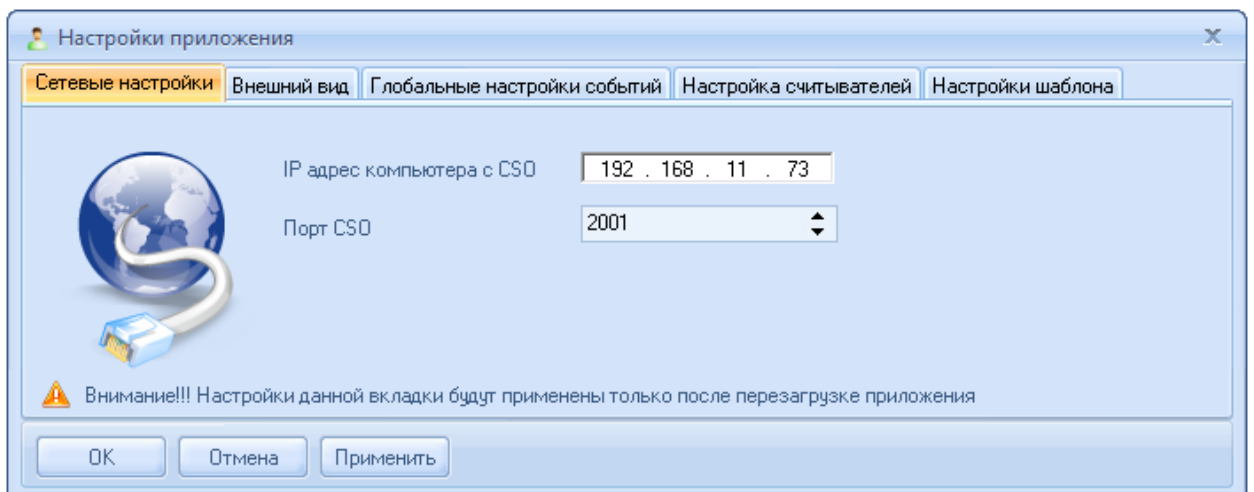 Настройки приложения
Сетевые настройки Внешний вид Глобальные настройки событий Настройка считывателей Настройки шаблона
IP адрес компьютера с CSO 192 . 168 . 11 . 73
Порт CSO 2001
Внимание!!! Настройки данной вкладки будут применены только после перезагрузке приложения
OK Отмена Применить